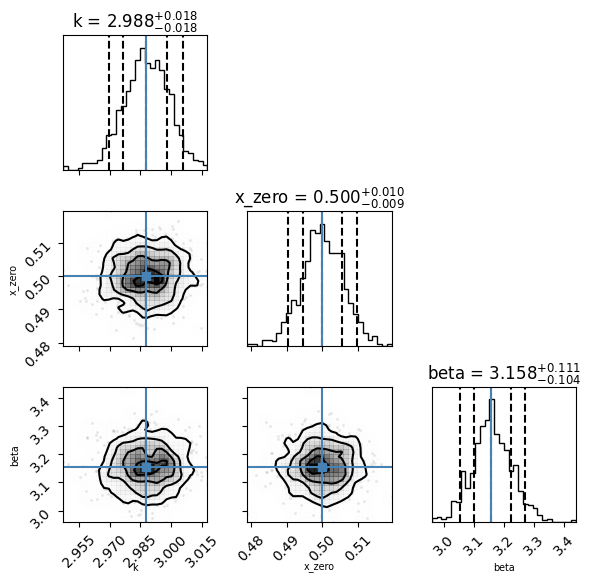 k = 2.988+0.018 −0.018
x_zero = 0.500+0.010 −0.009
x_zero
0.51
0.50
0.49
0.48
beta = 3.158+0.111 −0.104
beta
3.4
3.3
3.2
3.1
3.0
2.955 2.970 2.985 3.000 3.015
k
0.48 0.49 0.50 0.51
x_zero
3.0 3.1 3.2 3.3 3.4
beta